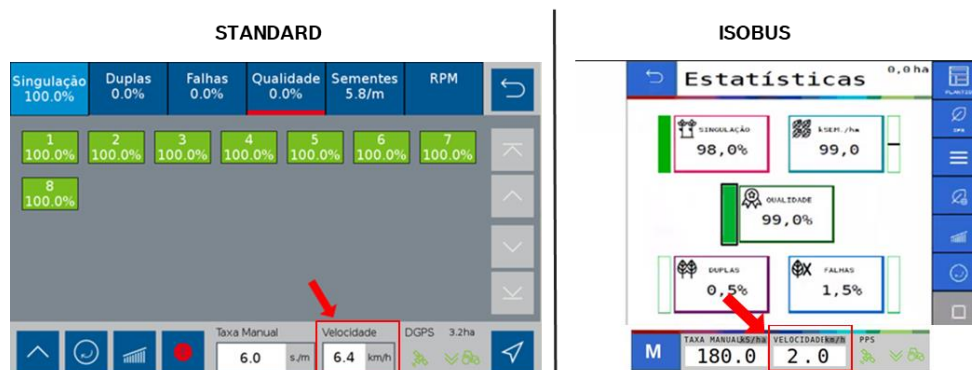 STANDARD
Singulação Duplas Falhas Qualidade Sementes RPM
100.0% 0.0% 0.0% 0.0% 5.8/m
1 2 3 4 5 6 7
100.0% 100.0% 100.0% 100.0% 100.0% 100.0% 100.0%
8
100.0%
Taxa Manual Velocidade DGPS 3.2ha
6.0 s./m 6.4 km/h
ISOBUS
Estatísticas 0,0ha
PLANTIO
SINGULAÇÃO kSEM./ha
98,0% 99,0
QUALIDADE
99,0%
DUPLAS FALHAS
0,5% 1,5%
M
TAXA MANUAL kS/ha VELOCIDADE km/h PPS
180.0 2.0